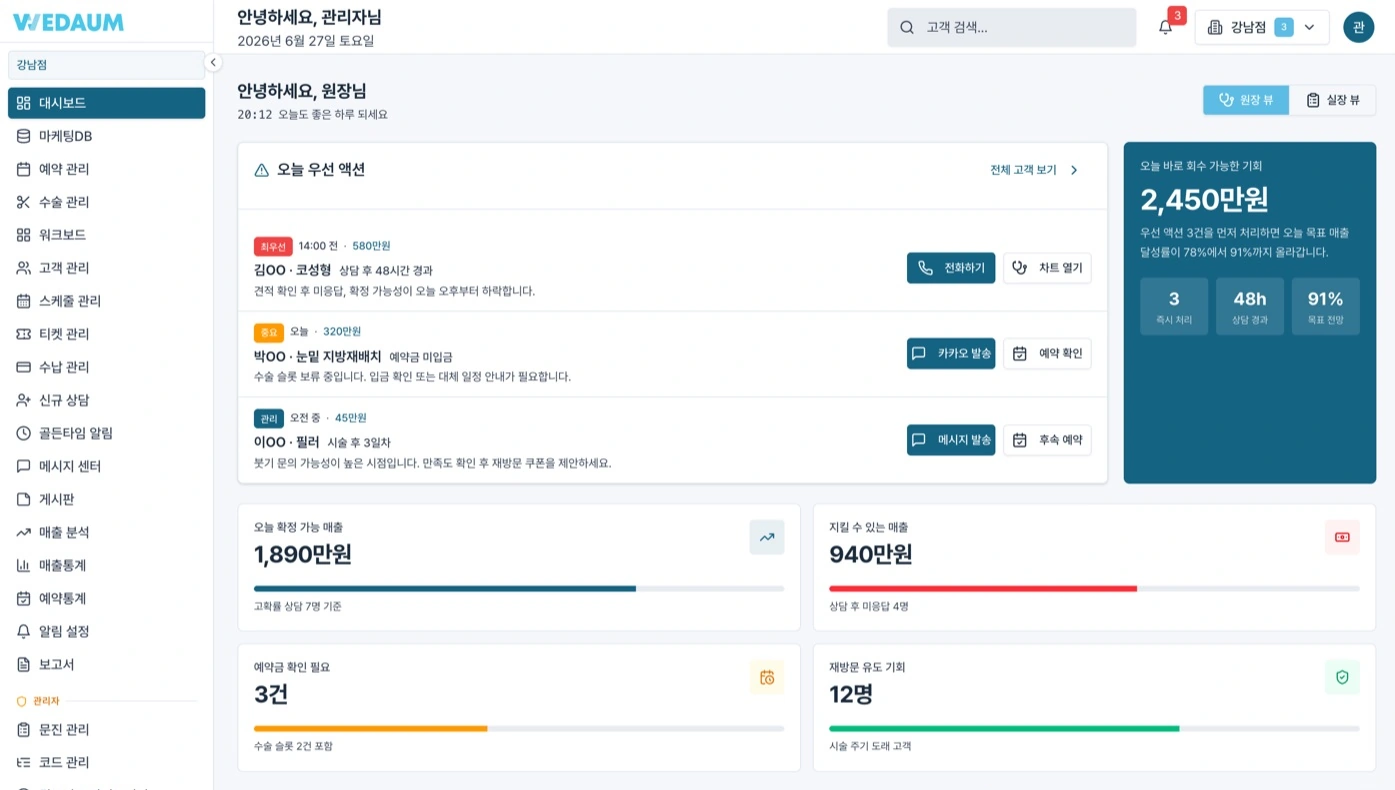 WEDAUM
강남점
대시보드
마케팅DB
예약 관리
수술 관리
워크보드
고객 관리
스케줄 관리
티켓 관리
수납 관리
신규 상담
골든타임 알림
메시지 센터
게시판
매출 분석
매출통계
예약통계
알림 설정
보고서
관리자
문진 관리
코드 관리
안녕하세요, 관리자님
2026년 6월 27일 토요일
고객 검색...
3
강남점 3
관
안녕하세요, 원장님
20:12 오늘도 좋은 하루 되세요
원장 뷰
실장 뷰
오늘 우선 액션
전체 고객 보기
최우선 14:00 전 · 580만원
김OO · 코성형 상담 후 48시간 경과
견적 확인 후 미응답, 확정 가능성이 오늘 오후부터 하락합니다.
전화하기
차트 열기
중요 오늘 · 320만원
박OO · 눈밑 지방재배치 예약금 미입금
수술 슬롯 보류 중입니다. 입금 확인 또는 대체 일정 안내가 필요합니다.
카카오 발송
예약 확인
관리 오전 중 · 45만원
이OO · 필러 시술 후 3일차
붓기 문의 가능성이 높은 시점입니다. 만족도 확인 후 재방문 쿠폰을 제안하세요.
메시지 발송
후속 예약
오늘 바로 회수 가능한 기회
2,450만원
우선 액션 3건을 먼저 처리하면 오늘 목표 매출
달성률이 78%에서 91%까지 올라갑니다.
3
즉시 처리
48h
상담 경과
91%
목표 전망
오늘 확정 가능 매출
1,890만원
고확률 상담 7명 기준
지킬 수 있는 매출
940만원
상담 후 미응답 4명
예약금 확인 필요
3건
수술 슬롯 2건 포함
재방문 유도 기회
12명
시술 주기 도래 고객